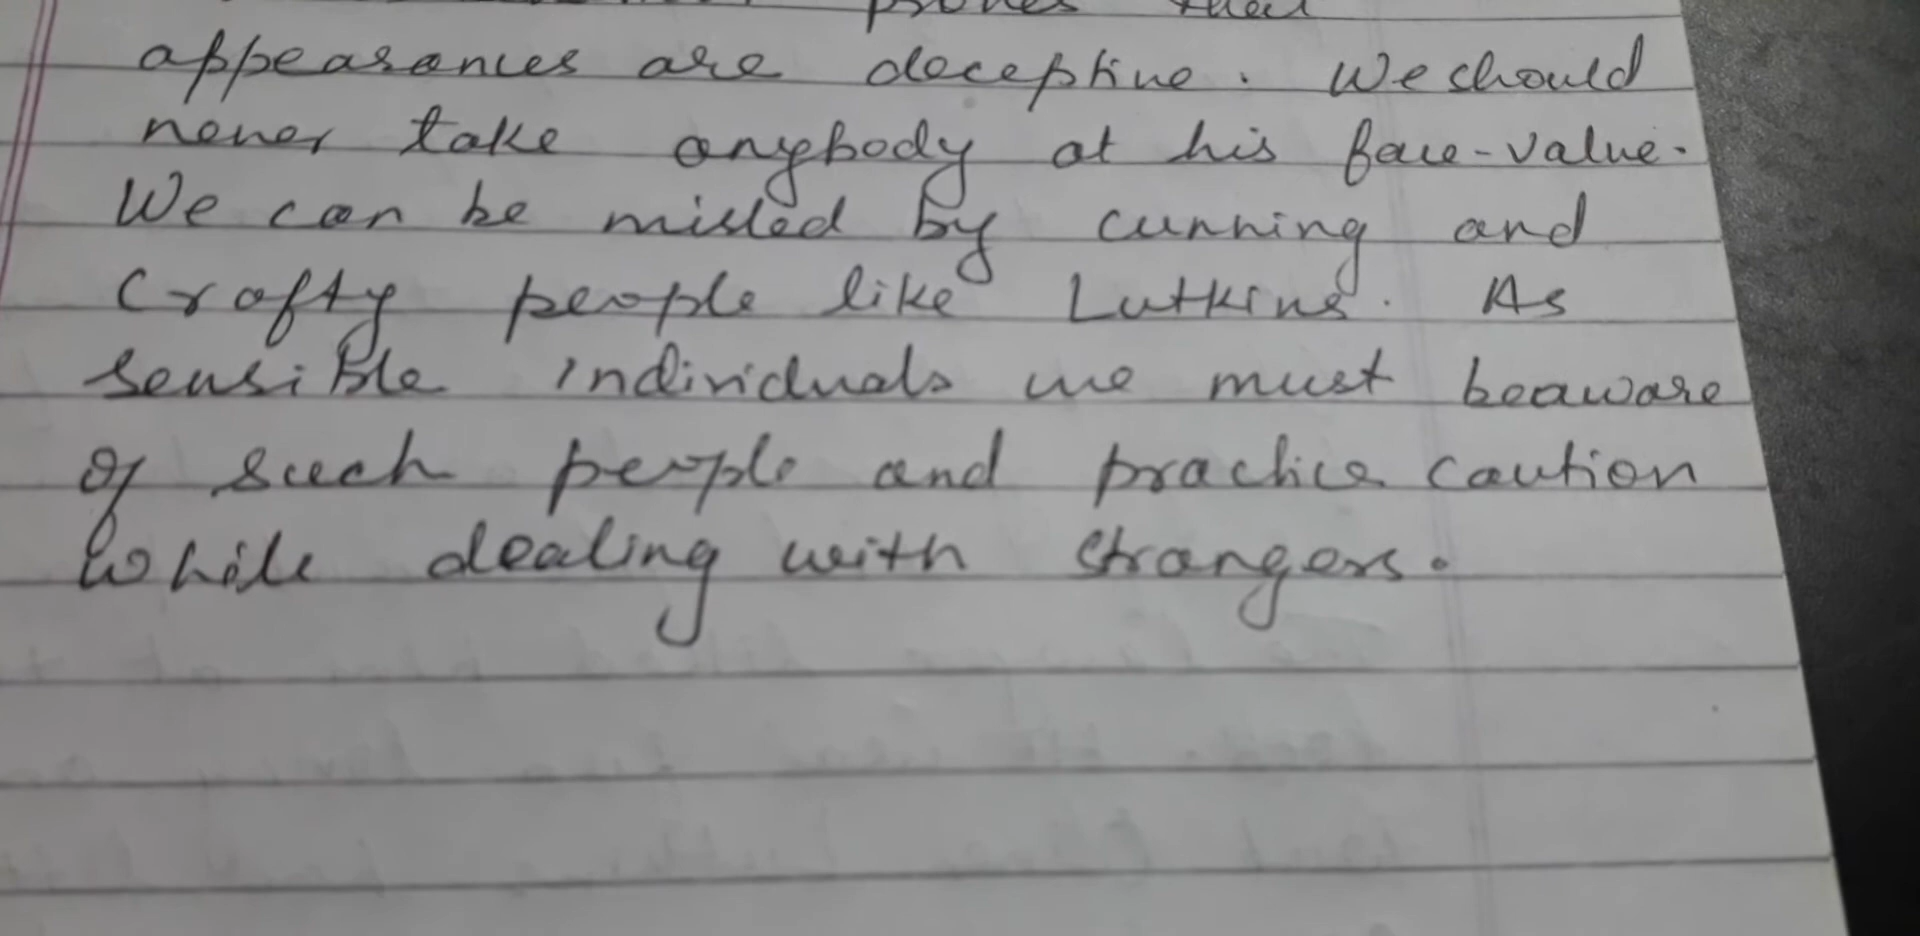 proves that
appearances are deceptive. We should
never take anybody at his face-value.
We can be misled by cunning and
Crafty people like Lutkins. As
sensible individuals we must beaware
of such people and practice caution
while dealing with strangers.